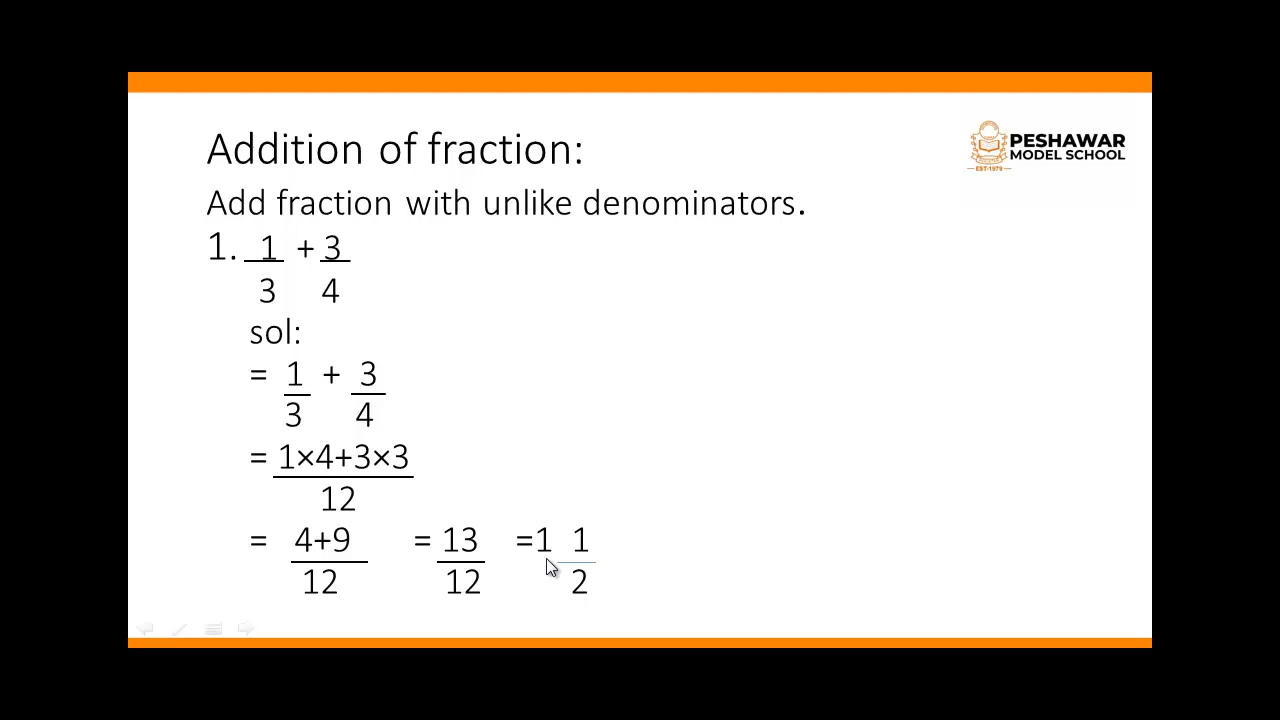 Addition of fraction:
PESHAWAR
MODEL SCHOOL
EST-1979
Add fraction with unlike denominators.
1. 1 + 3
3 4
sol:
= 1 + 3
3 4
= 1×4+3×3
12
= 4+9 = 13 =1 1
12 12 2